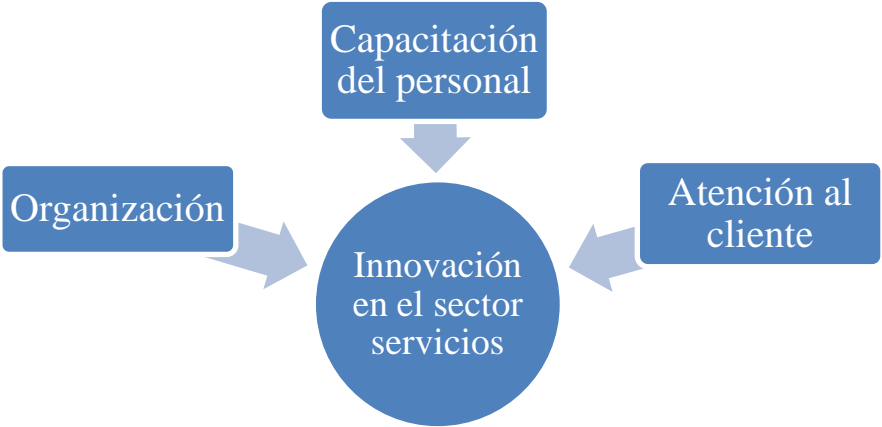 Capacitación
del personal
Organización
Atención al
cliente
Innovación
en el sector
servicios